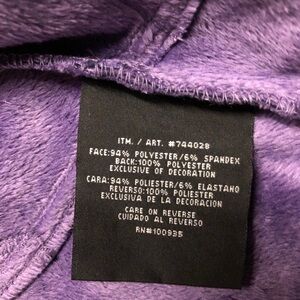 ITM. / ART. #744028
FACE:94% POLYESTER/6% SPANDEX
BACK:100% POLYESTER
EXCLUSIVE OF DECORATION
CARA:94% POLIESTER/6% ELASTANO
REVERSO:100% POLIESTER
EXCLUSIVA DE LA DECORACION
CARE ON REVERSE
CUIDADO AL REVERSO
RN#100935